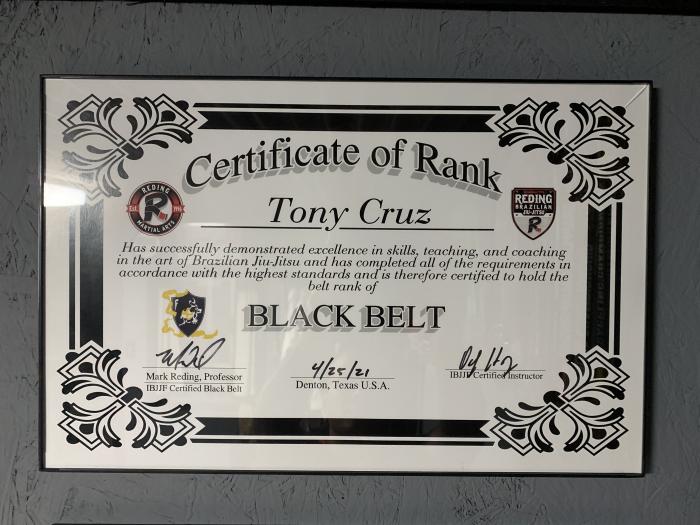 Certificate of Rank
Tony Cruz
REDING
Est. 1996
R
MARTIAL ARTS
REDING
BRAZILIAN
JIU-JITSU
R
Has successfully demonstrated excellence in skills, teaching, and coaching
in the art of Brazilian Jiu-Jitsu and has completed all of the requirements in
accordance with the highest standards and is therefore certified to hold the
belt rank of
BLACK BELT
Mark Reding, Professor
IBJJF Certified Black Belt
4/25/21
Denton, Texas U.S.A.
IBJJF Certified Instructor